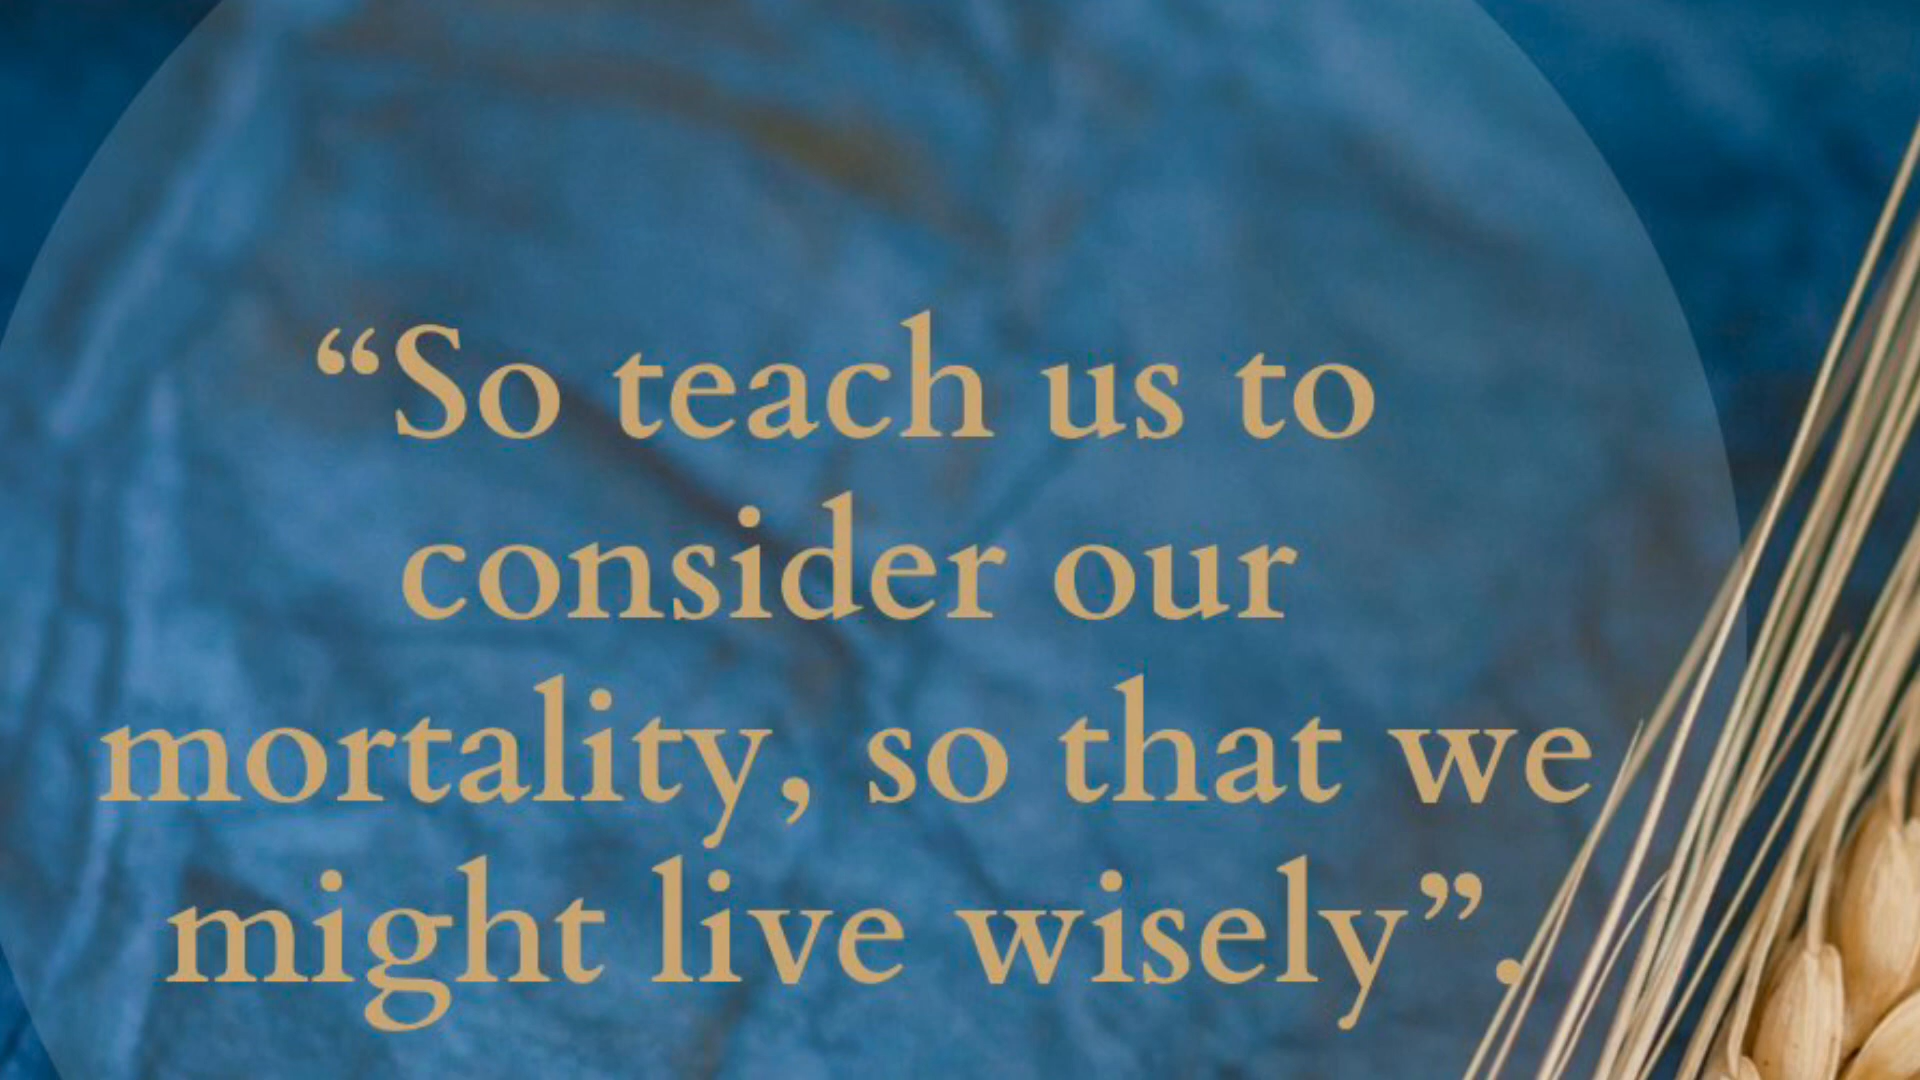 “So teach us to
consider our
mortality, so that we
might live wisely”.